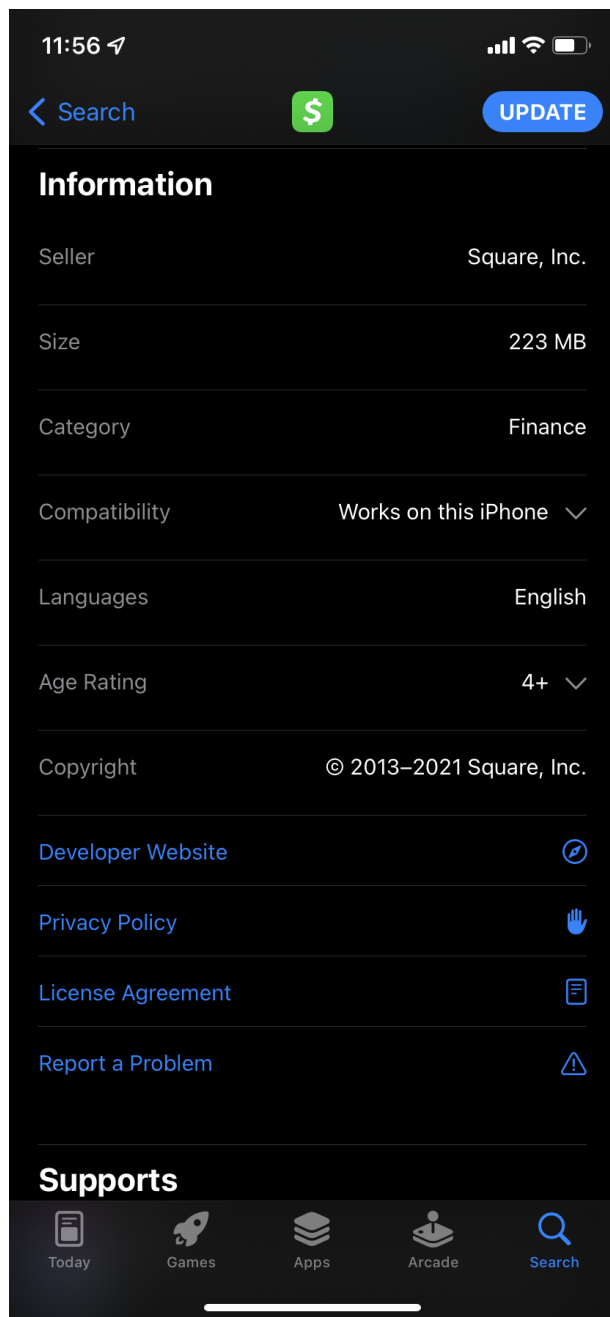 11:56
Search
$
UPDATE
Information
Seller Square, Inc.
Size 223 MB
Category Finance
Compatibility Works on this iPhone
Languages English
Age Rating 4+
Copyright © 2013–2021 Square, Inc.
Developer Website
Privacy Policy
License Agreement
Report a Problem
Supports
Today Games Apps Arcade Search